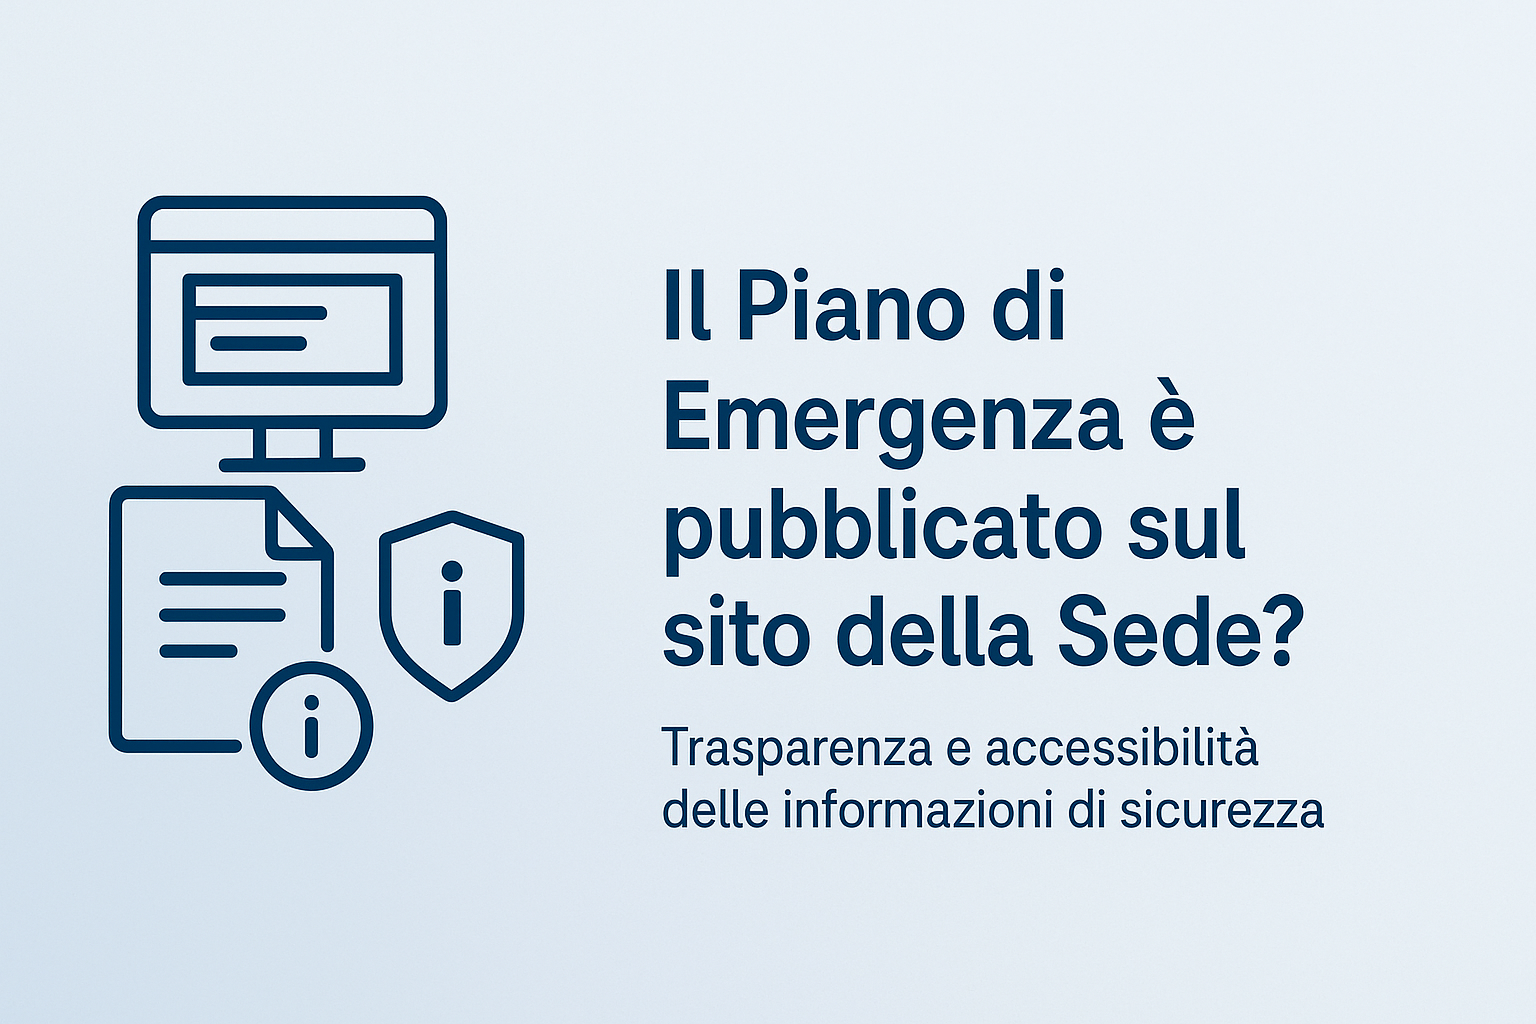 Il Piano di
Emergenza è
pubblicato sul
sito della Sede?
Trasparenza e accessibilità
delle informazioni di sicurezza